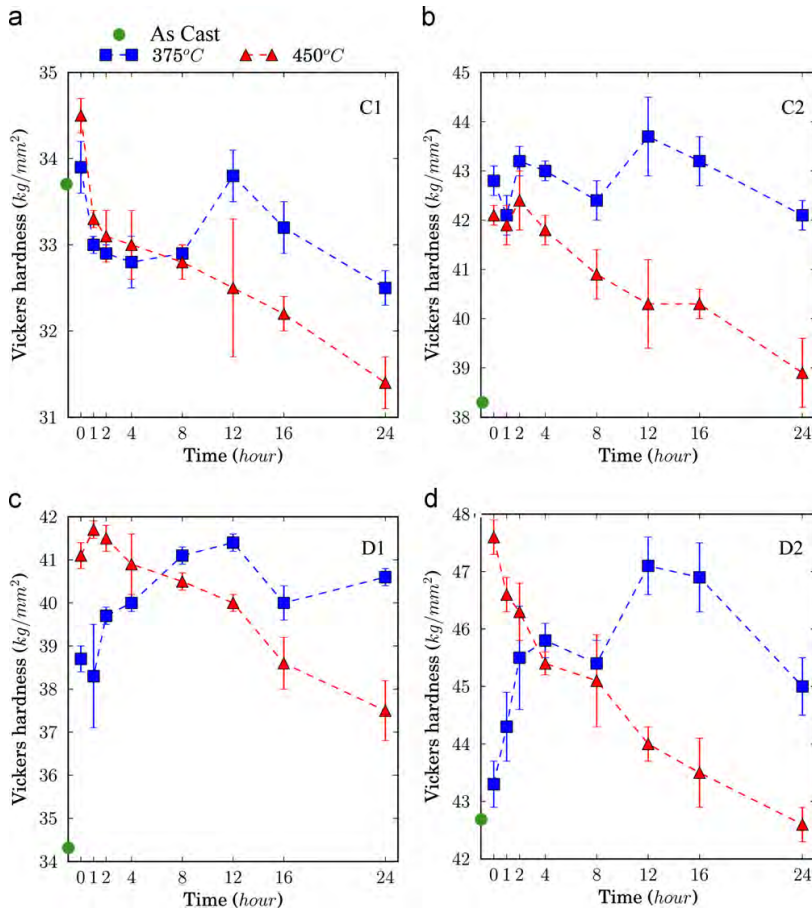 a
b
As Cast
375°C
450°C
C1
35
34
33
32
31
Vickers hardness (kg/mm²)
0 1 2 4 8 12 16 24
Time (hour)
C2
45
44
43
42
41
40
39
38
Vickers hardness (kg/mm²)
0 1 2 4 8 12 16 24
Time (hour)
c
D1
42
41
40
39
38
37
36
35
34
Vickers hardness (kg/mm²)
0 1 2 4 8 12 16 24
Time (hour)
d
D2
48
47
46
45
44
43
42
Vickers hardness (kg/mm²)
0 1 2 4 8 12 16 24
Time (hour)